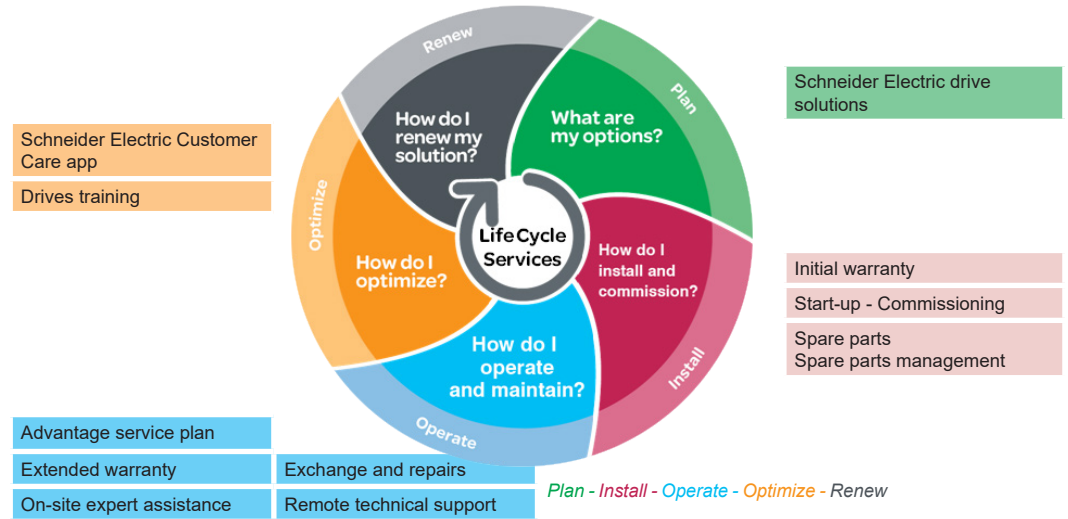 Renew
Plan
Schneider Electric drive
solutions
How do I
renew my
solution?
What are
my options?
Schneider Electric Customer
Care app
Drives training
Optimize
Life Cycle
Services
How do I
optimize?
How do I
install and
commission?
Initial warranty
Start-up - Commissioning
Spare parts
Spare parts management
How do I
operate
and maintain?
Install
Operate
Advantage service plan
Extended warranty
Exchange and repairs
On-site expert assistance
Remote technical support
Plan - Install - Operate - Optimize - Renew